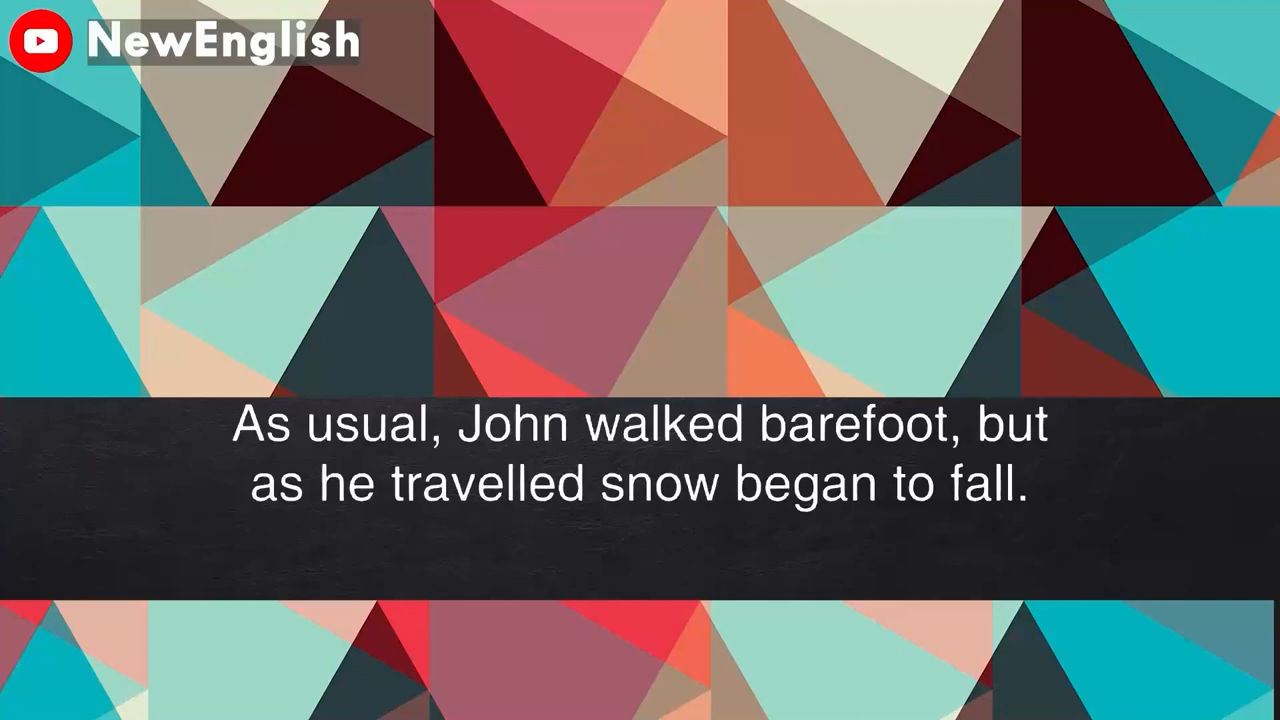 NewEnglish
As usual, John walked barefoot, but
as he travelled snow began to fall.